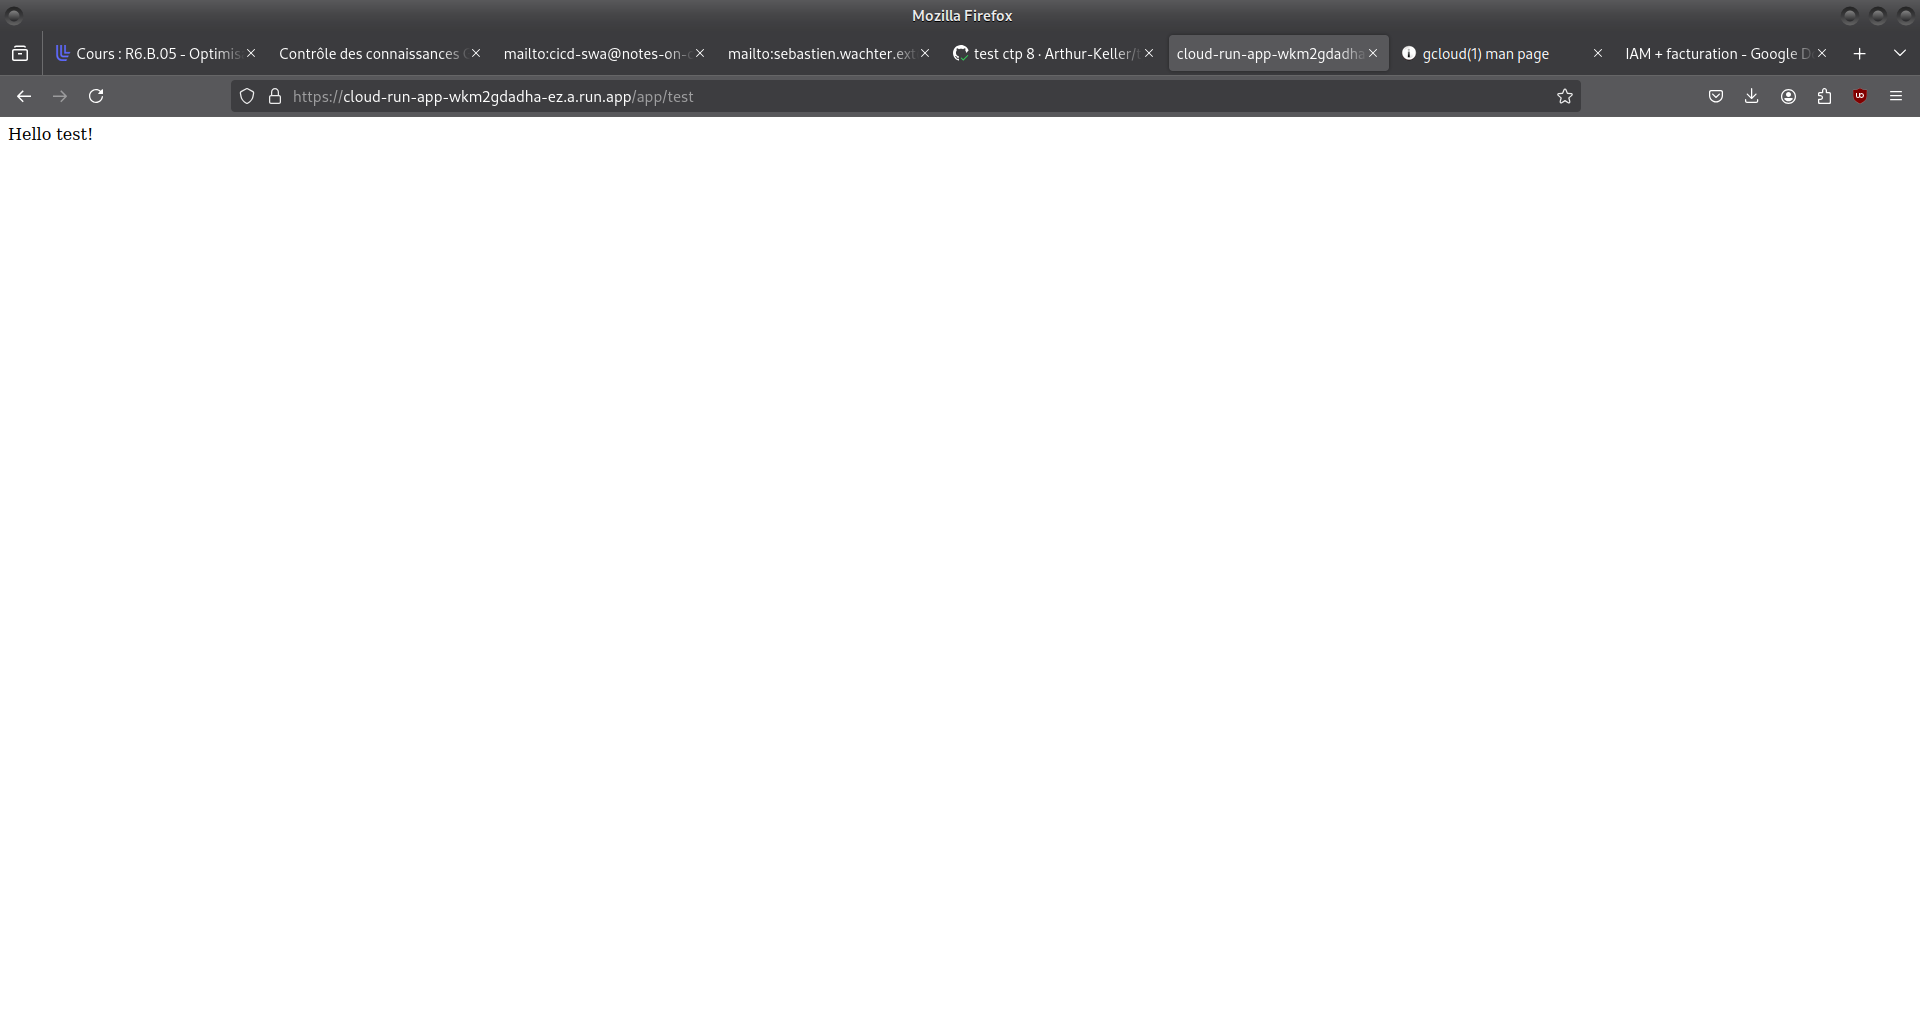 Mozilla Firefox
Cours : R6.B.05 - Optimis
Contrôle des connaissances
mailto:cicd-swa@notes-on-
mailto:sebastien.wachter.ext
test ctp 8 · Arthur-Keller/
cloud-run-app-wkm2gdadha
gcloud(1) man page
IAM + facturation - Google D
https://cloud-run-app-wkm2gdadha-ez.a.run.app/app/test
Hello test!